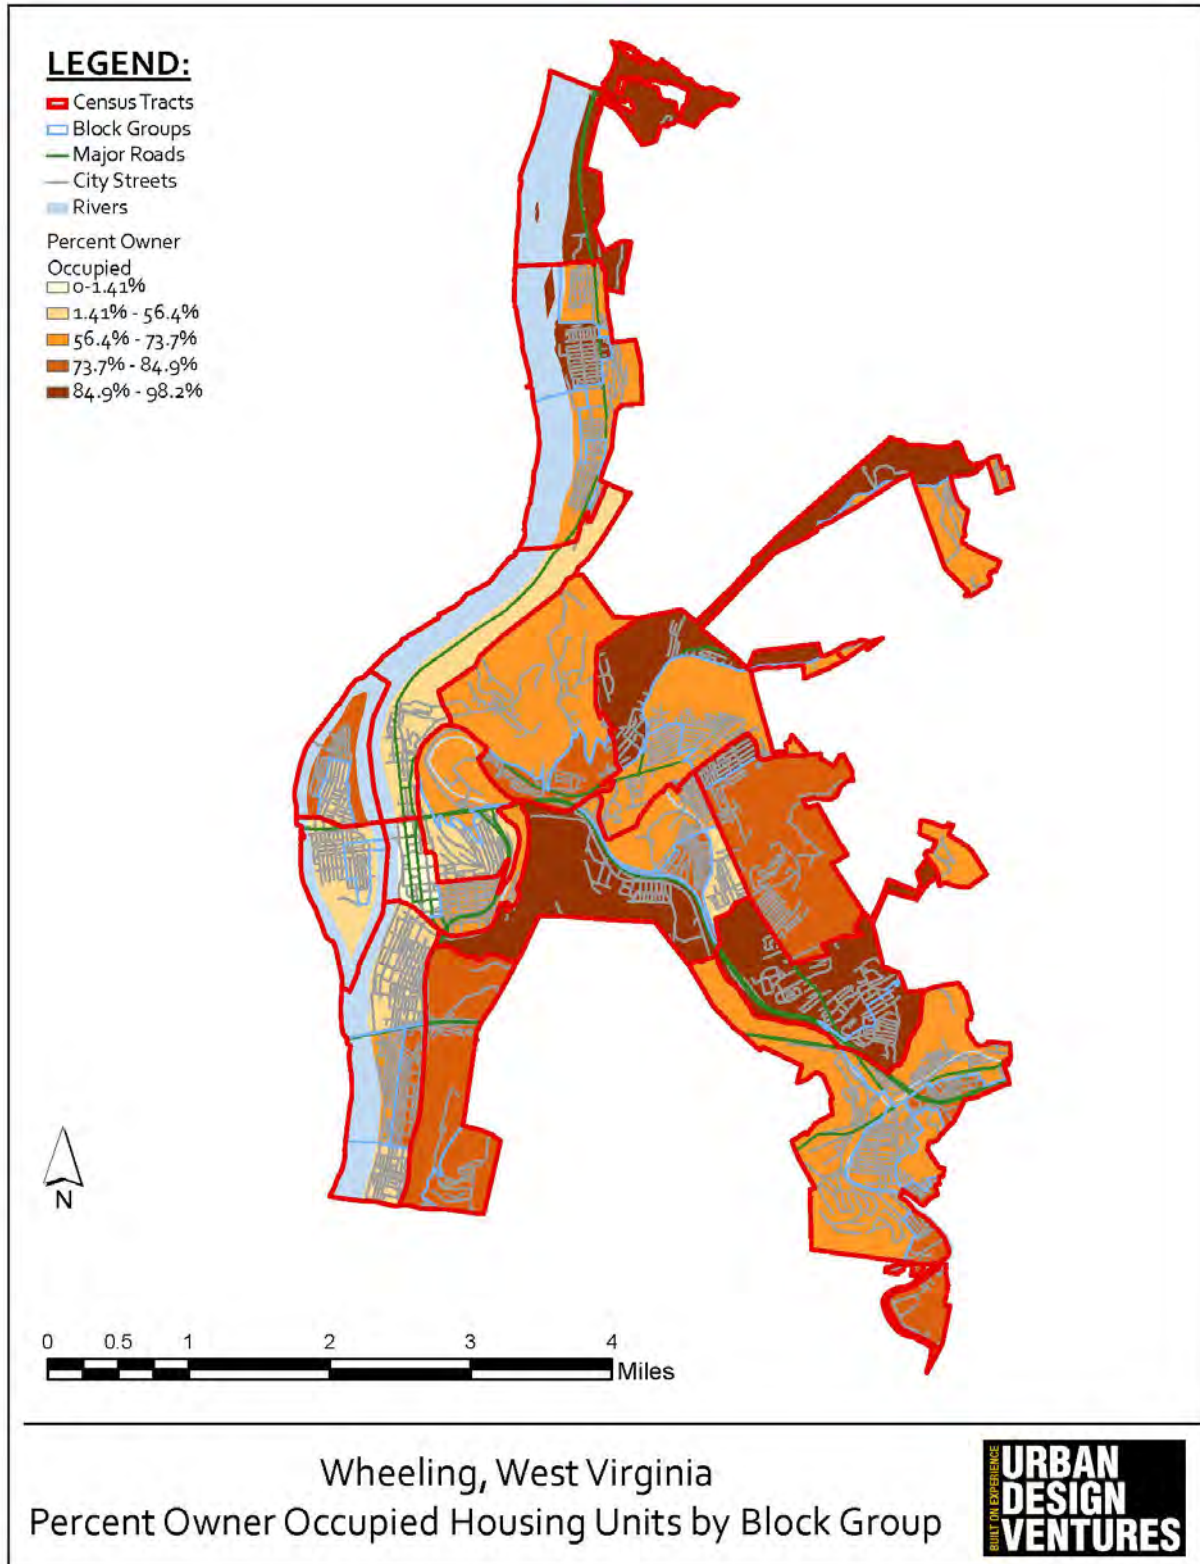 LEGEND:
Census Tracts
Block Groups
Major Roads
City Streets
Rivers
Percent Owner
Occupied
0-1.41%
1.41% - 56.4%
56.4% - 73.7%
73.7% - 84.9%
84.9% - 98.2%
N
0 0.5 1 2 3 4
Miles
Wheeling, West Virginia
Percent Owner Occupied Housing Units by Block Group
BUILT ON EXPERIENCE
URBAN
DESIGN
VENTURES